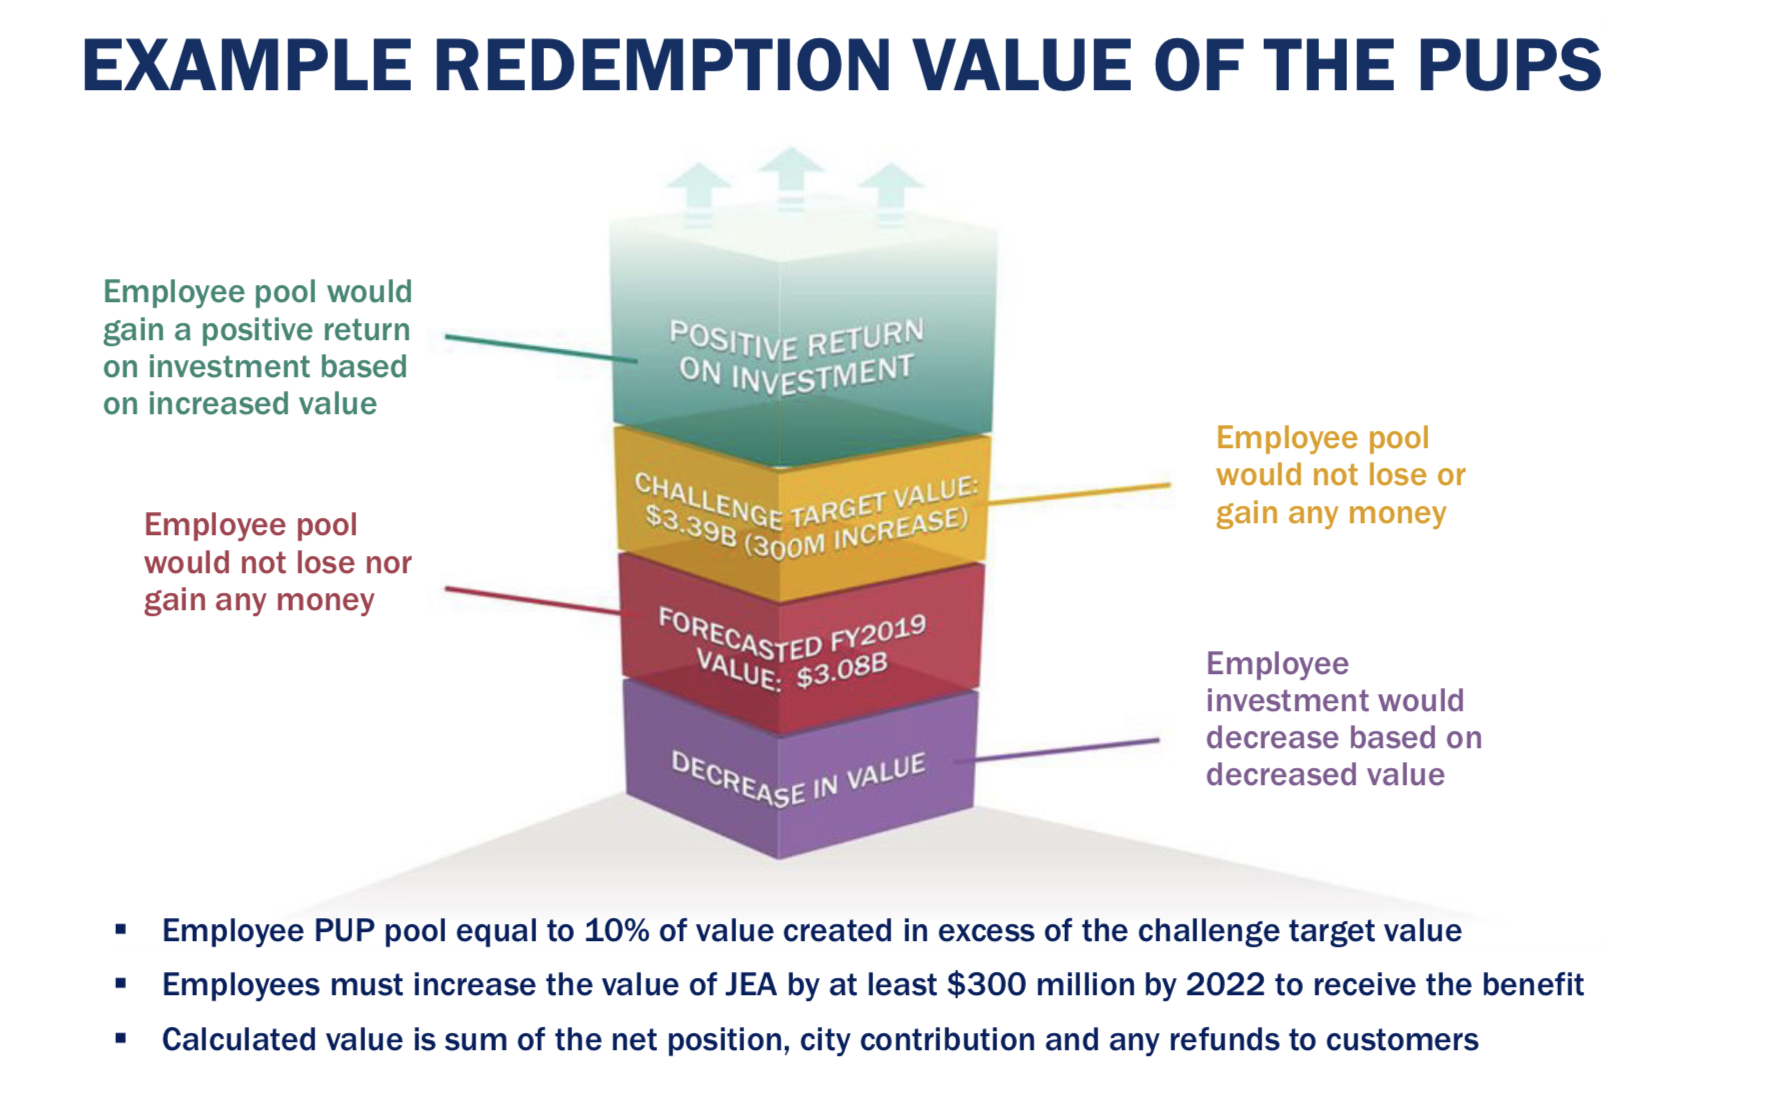 EXAMPLE REDEMPTION VALUE OF THE PUPS
Employee pool would
gain a positive return
on investment based
on increased value
POSITIVE RETURN
ON INVESTMENT
Employee pool
would not lose or
gain any money
CHALLENGE TARGET VALUE:
$3.39B (300M INCREASE)
Employee pool
would not lose nor
gain any money
FORECASTED FY2019
VALUE: $3.08B
Employee
investment would
decrease based on
decreased value
DECREASE IN VALUE
▪ Employee PUP pool equal to 10% of value created in excess of the challenge target value
▪ Employees must increase the value of JEA by at least $300 million by 2022 to receive the benefit
▪ Calculated value is sum of the net position, city contribution and any refunds to customers